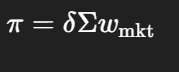 π = δΣw_mkt